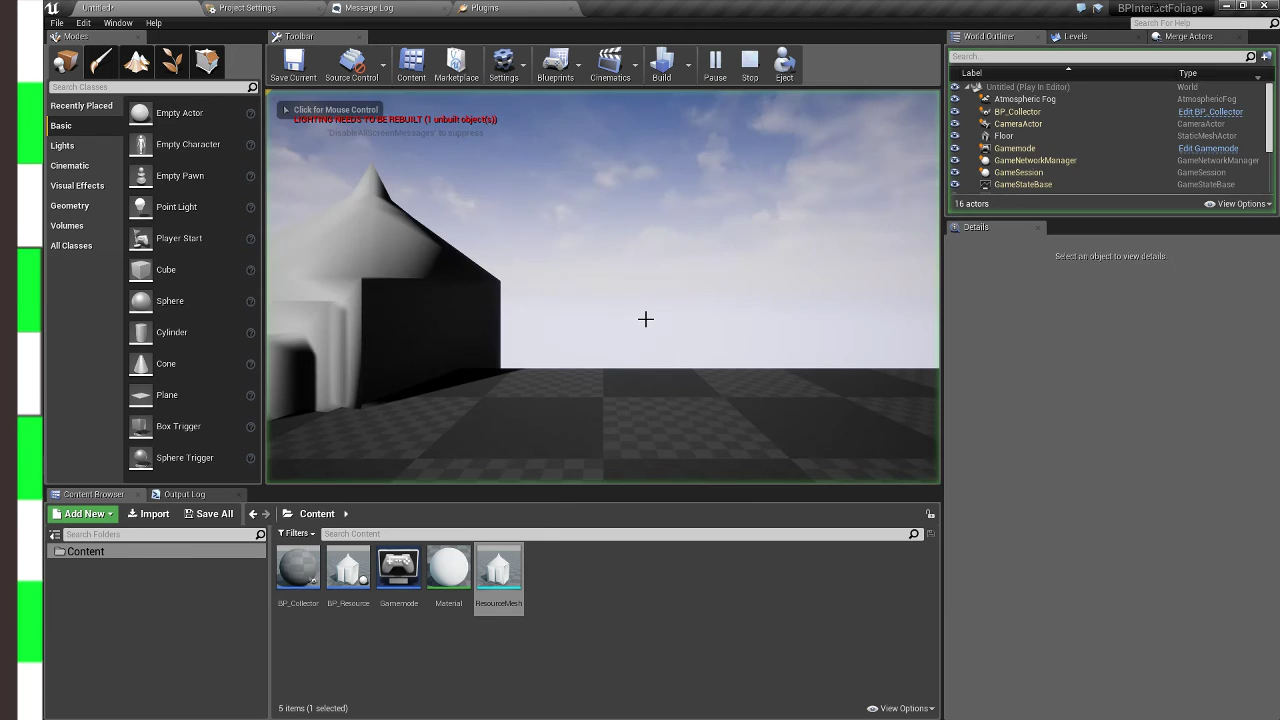 Untitled*
Project Settings
Message Log
Plugins
BPInteractFoliage
File Edit Window Help
Search For Help
Modes
Toolbar
World Outliner
Levels
Merge Actors
Save Current
Source Control
Content
Marketplace
Settings
Blueprints
Cinematics
Build
Pause
Stop
Eject
Search Classes
Recently Placed
Basic
Lights
Cinematic
Visual Effects
Geometry
Volumes
All Classes
Empty Actor
Empty Character
Empty Pawn
Point Light
Player Start
Cube
Sphere
Cylinder
Cone
Plane
Box Trigger
Sphere Trigger
Click for Mouse Control
LIGHTING NEEDS TO BE REBUILT (1 unbuilt object(s))
'DisableAllScreenMessages' to suppress
Search...
Label Type
Untitled (Play In Editor) World
Atmospheric Fog AtmosphericFog
BP_Collector Edit BP_Collector
CameraActor CameraActor
Floor StaticMeshActor
Gamemode Edit Gamemode
GameNetworkManager GameNetworkManager
GameSession GameSession
GameStateBase GameStateBase
16 actors View Options
Details
Select an object to view details.
Content Browser
Output Log
Add New Import Save All Content
Search Folders
Content
Filters
Search Content
BP_Collector
BP_Resource
Gamemode
Material
ResourceMesh
5 items (1 selected)
View Options